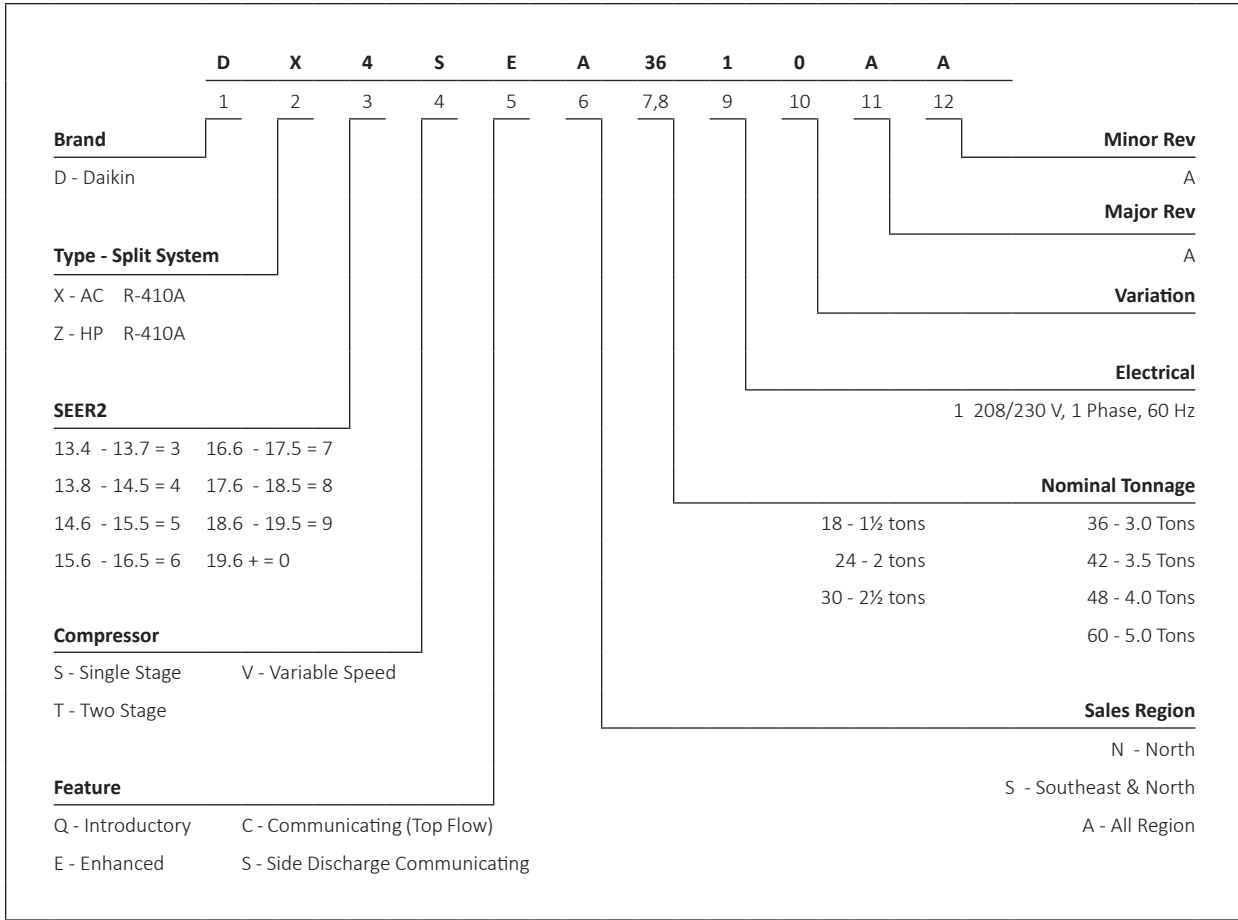 D X 4 S E A 36 1 0 A A
1 2 3 4 5 6 7,8 9 10 11 12
Brand
D - Daikin
Type - Split System
X - AC R-410A
Z - HP R-410A
SEER2
13.4 - 13.7 = 3 16.6 - 17.5 = 7
13.8 - 14.5 = 4 17.6 - 18.5 = 8
14.6 - 15.5 = 5 18.6 - 19.5 = 9
15.6 - 16.5 = 6 19.6 + = 0
Compressor
S - Single Stage V - Variable Speed
T - Two Stage
Feature
Q - Introductory C - Communicating (Top Flow)
E - Enhanced S - Side Discharge Communicating
Minor Rev
A
Major Rev
A
Variation
Electrical
1 208/230 V, 1 Phase, 60 Hz
Nominal Tonnage
18 - 1½ tons 36 - 3.0 Tons
24 - 2 tons 42 - 3.5 Tons
30 - 2½ tons 48 - 4.0 Tons
60 - 5.0 Tons
Sales Region
N - North
S - Southeast & North
A - All Region